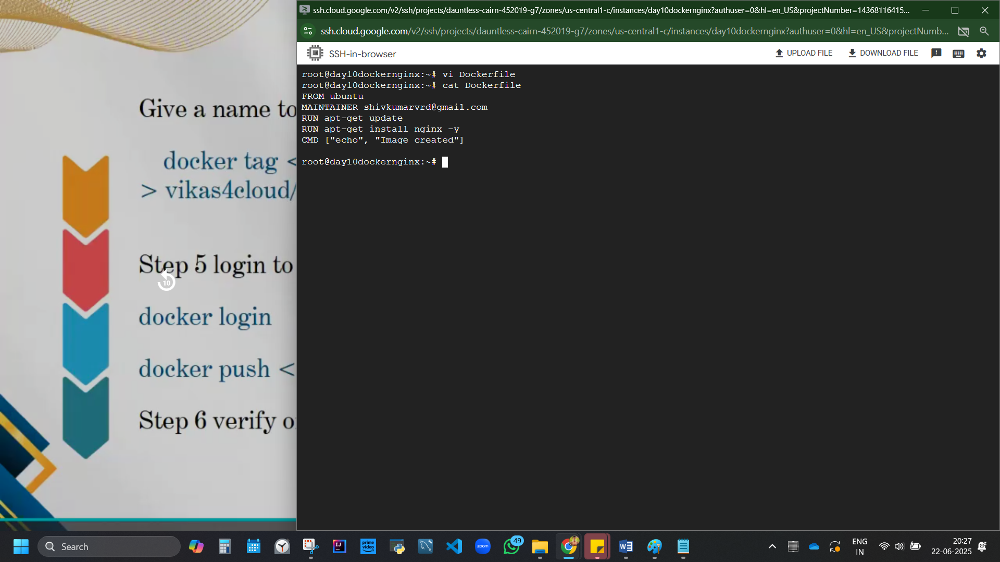 ssh.cloud.google.com/v2/ssh/projects/dauntless-cairn-452019-g7/zones/us-central1-c/instances/day10dockernginx?authuser=0&hl=en_US&projectNumber=14368116415...
ssh.cloud.google.com/v2/ssh/projects/dauntless-cairn-452019-g7/zones/us-central1-c/instances/day10dockernginx?authuser=0&hl=en_US&projectNumb...
SSH-in-browser
UPLOAD FILE
DOWNLOAD FILE
root@day10dockernginx:~# vi Dockerfile
root@day10dockernginx:~# cat Dockerfile
FROM ubuntu
MAINTAINER shivkumarvrd@gmail.com
RUN apt-get update
RUN apt-get install nginx -y
CMD ["echo", "Image created"]
root@day10dockernginx:~#
Give a name to
docker tag <
> vikas4cloud/
Step 5 login to
10
docker login
docker push <
Step 6 verify
Search
IJ
prime video
zoom
49
W
ENG
IN
20:27
22-06-2025